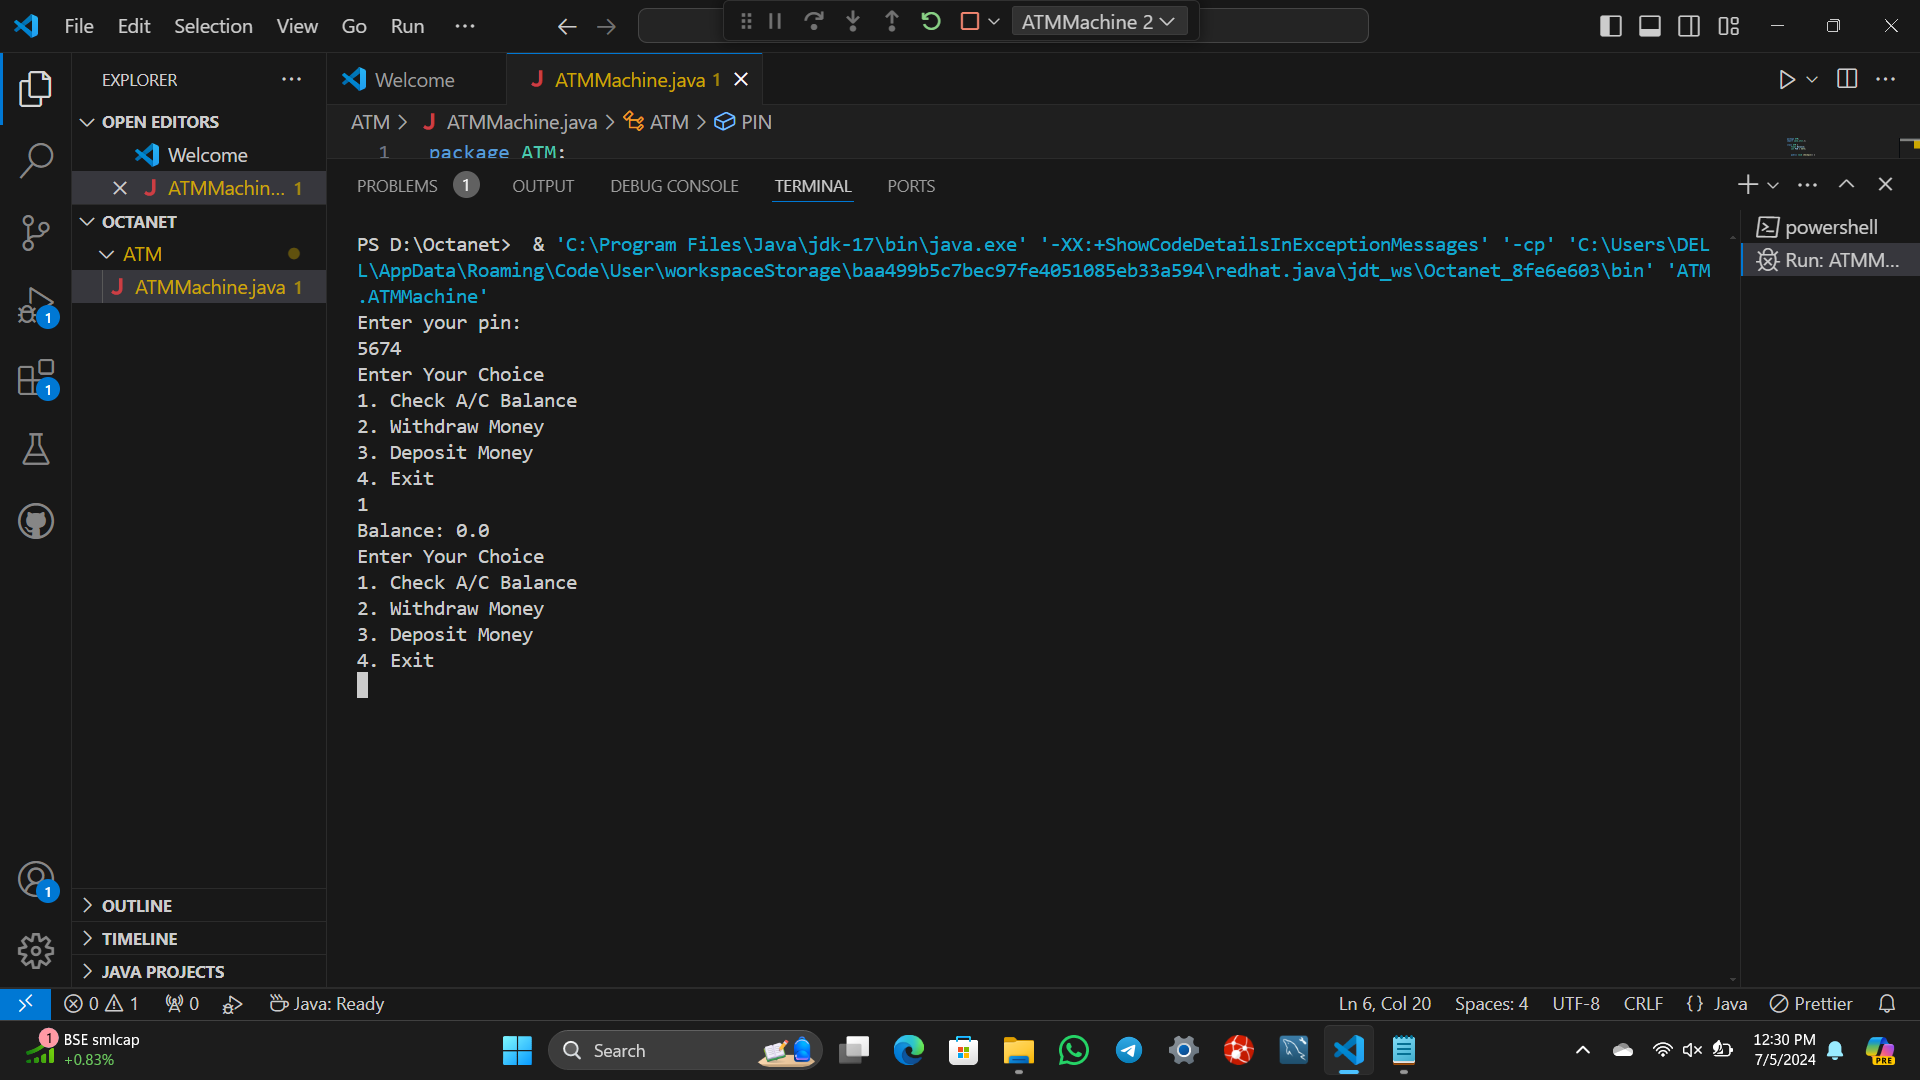 File Edit Selection View Go Run ···
ATMMachine 2
EXPLORER
OPEN EDITORS
Welcome
ATMMachin... 1
OCTANET
ATM
ATMMachine.java 1
OUTLINE
TIMELINE
JAVA PROJECTS
Welcome
ATMMachine.java 1
ATM > ATMMachine.java > ATM > PIN
1 package ATM;
PROBLEMS 1 OUTPUT DEBUG CONSOLE TERMINAL PORTS
PS D:\Octanet> & 'C:\Program Files\Java\jdk-17\bin\java.exe' '-XX:+ShowCodeDetailsInExceptionMessages' '-cp' 'C:\Users\DEL
L\AppData\Roaming\Code\User\workspaceStorage\baa499b5c7bec97fe4051085eb33a594\redhat.java\jdt_ws\Octanet_8fe6e603\bin' 'ATM
.ATMMachine'
Enter your pin:
5674
Enter Your Choice
1. Check A/C Balance
2. Withdraw Money
3. Deposit Money
4. Exit
1
Balance: 0.0
Enter Your Choice
1. Check A/C Balance
2. Withdraw Money
3. Deposit Money
4. Exit
powershell
Run: ATMM...
1
1
1
0 1 0 Java: Ready
Ln 6, Col 20 Spaces: 4 UTF-8 CRLF {} Java Prettier
1
BSE smlcap
+0.83%
Search
12:30 PM
7/5/2024
PRE